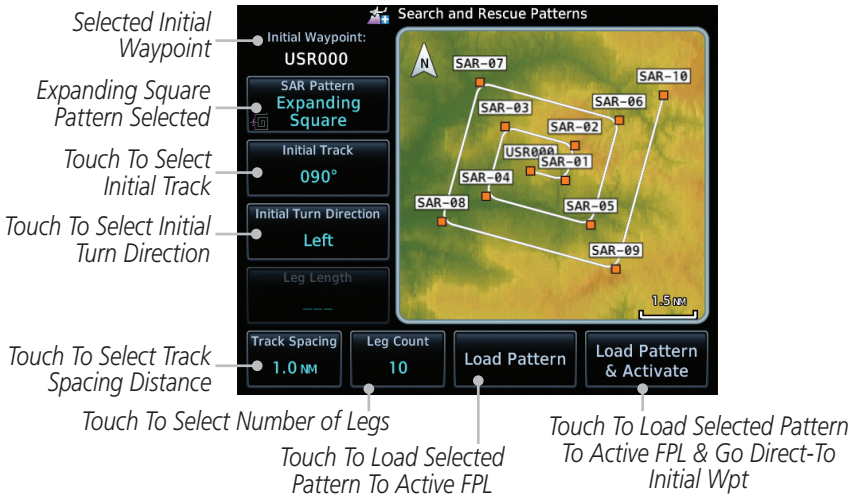 Search and Rescue Patterns
Selected Initial
Waypoint
Initial Waypoint:
USR000
Expanding Square
Pattern Selected
SAR Pattern
Expanding
Square
Touch To Select
Initial Track
Initial Track
090°
Touch To Select Initial
Turn Direction
Initial Turn Direction
Left
Leg Length
___
N
SAR-07
SAR-10
SAR-03
SAR-06
SAR-02
USR000
SAR-01
SAR-04
SAR-08
SAR-05
SAR-09
1.5 NM
Touch To Select Track
Spacing Distance
Track Spacing
1.0 NM
Leg Count
10
Load Pattern
Load Pattern
& Activate
Touch To Select Number of Legs
Touch To Load Selected
Pattern To Active FPL
Touch To Load Selected Pattern
To Active FPL & Go Direct-To
Initial Wpt